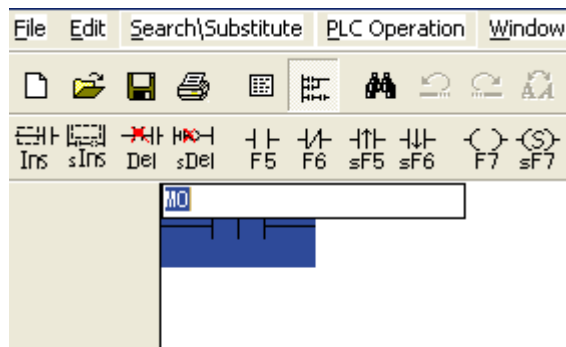 File Edit Search\Substitute PLC Operation Window
Ins sIns Del sDel F5 F6 sF5 sF6 F7 sF7
M0